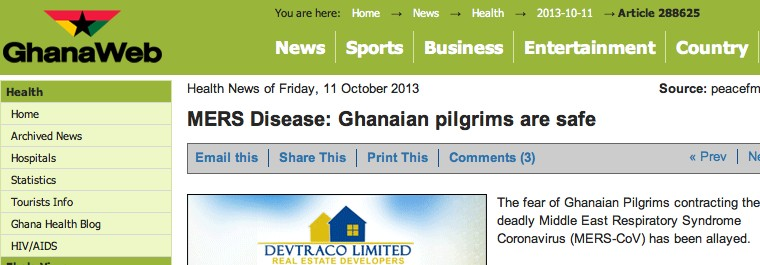 You are here: Home → News → Health → 2013-10-11 → Article 288625
GhanaWeb
News Sports Business Entertainment Country
Health
Home
Archived News
Hospitals
Statistics
Tourists Info
Ghana Health Blog
HIV/AIDS
Health News of Friday, 11 October 2013 Source: peacefm
MERS Disease: Ghanaian pilgrims are safe
Email this Share This Print This Comments (3) « Prev Ne
DEVTRACO LIMITED
REAL ESTATE DEVELOPERS
The fear of Ghanaian Pilgrims contracting the
deadly Middle East Respiratory Syndrome
Coronavirus (MERS-CoV) has been allayed.